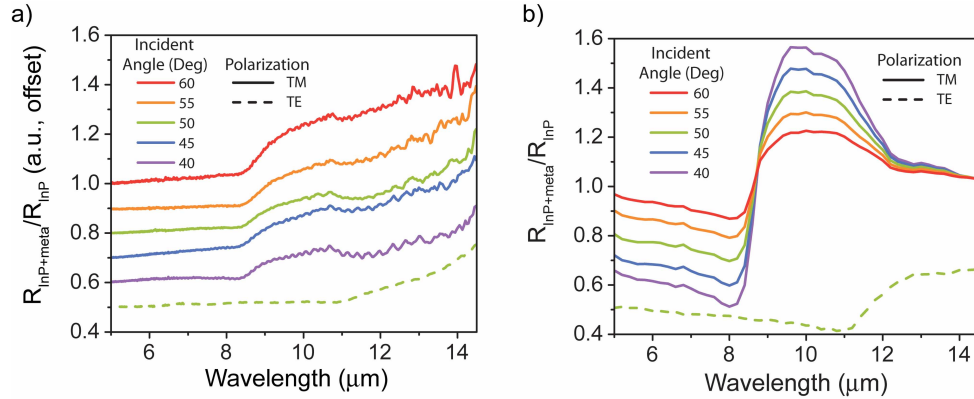 a)
R_InP+meta/R_InP (a.u., offset)
1.6
1.4
1.2
1.0
0.8
0.6
0.4
Incident
Angle (Deg)
60
55
50
45
40
Polarization
TM
TE
6 8 10 12 14
Wavelength (μm)
b)
R_InP+meta/R_InP
1.6
1.4
1.2
1.0
0.8
0.6
0.4
Incident
Angle (Deg)
60
55
50
45
40
Polarization
TM
TE
6 8 10 12 14
Wavelength (μm)